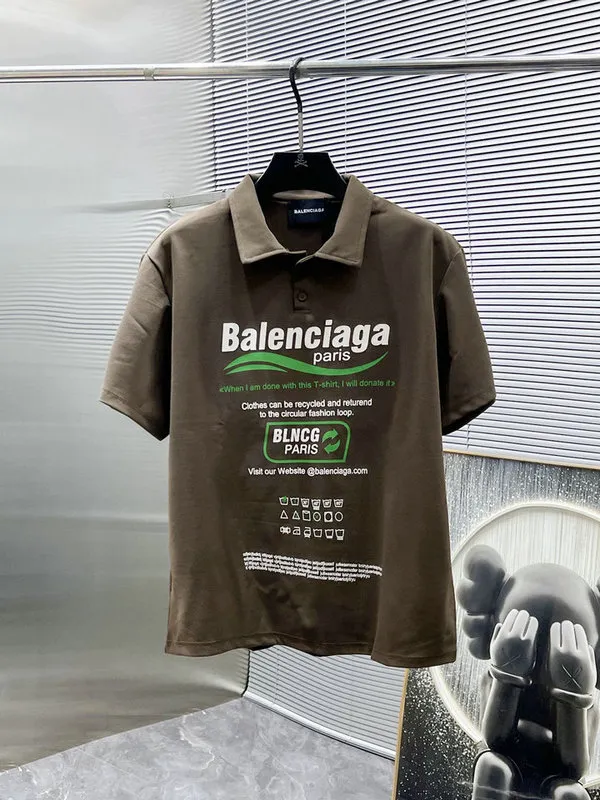 BALENCIAGA
Balenciaga
paris
«When I am done with this T-shirt, I will donate it»
Clothes can be recycled and returend
to the circular fashion loop.
BLNCG
PARIS
Visit our Website @balenciaga.com